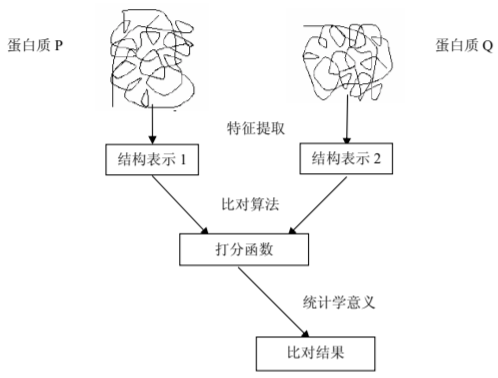 蛋白质 P
蛋白质 Q
特征提取
结构表示 1
结构表示 2
比对算法
打分函数
统计学意义
比对结果